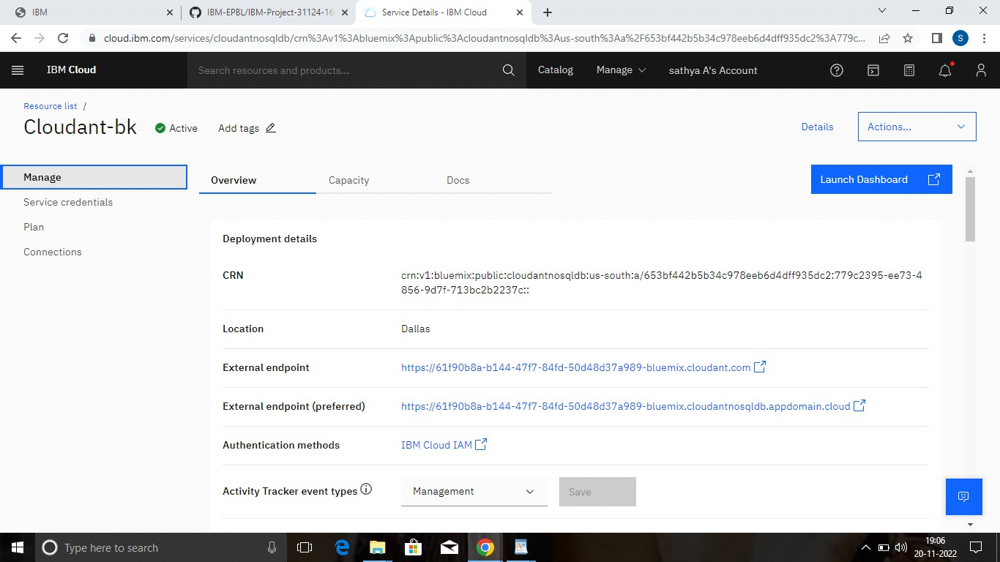 IBM
IBM-EPBL/IBM-Project-31124-16
Service Details - IBM Cloud
cloud.ibm.com/services/cloudantnosqldb/crn%3Av1%3Abluemix%3Apublic%3Acloudantnosqldb%3Aus-south%3Aa%2F653bf442b5b34c978eeb6d4dff935dc2%3A779c...
S
IBM Cloud
Search resources and products...
Catalog
Manage
sathya A's Account
Resource list /
Cloudant-bk
Active
Add tags
Details
Actions...
Manage
Service credentials
Plan
Connections
Overview
Capacity
Docs
Launch Dashboard
Deployment details
CRN
crn:v1:bluemix:public:cloudantnosqldb:us-south:a/653bf442b5b34c978eeb6d4dff935dc2:779c2395-ee73-4
856-9d7f-713bc2b2237c::
Location
Dallas
External endpoint
https://61f90b8a-b144-47f7-84fd-50d48d37a989-bluemix.cloudant.com
External endpoint (preferred)
https://61f90b8a-b144-47f7-84fd-50d48d37a989-bluemix.cloudantnosqldb.appdomain.cloud
Authentication methods
IBM Cloud IAM
Activity Tracker event types
Management
Save
Type here to search
19:06
20-11-2022